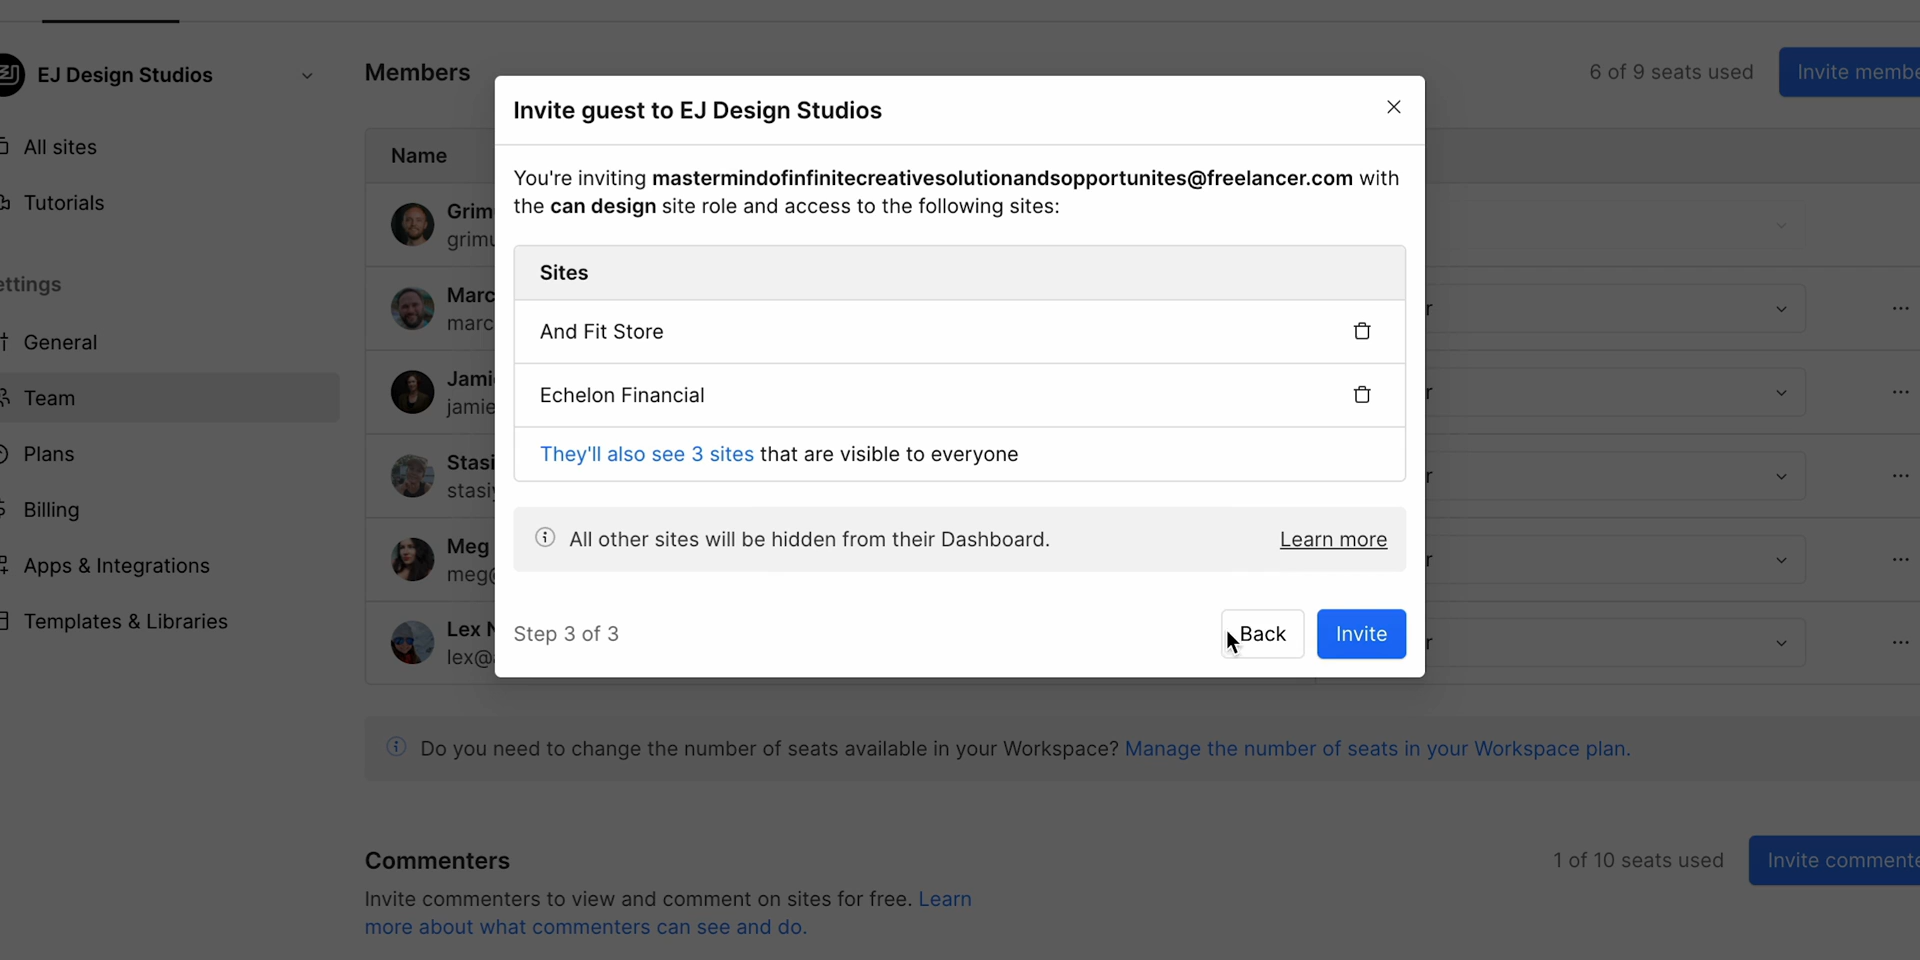 EJ Design Studios
Members
6 of 9 seats used
All sites
Tutorials
General
Team
Plans
Billing
Apps & Integrations
Templates & Libraries
Name
Invite guest to EJ Design Studios
You're inviting mastermindofinfinitecreativesolutionandsopportunites@freelancer.com with
the can design site role and access to the following sites:
Sites
And Fit Store
Echelon Financial
They'll also see 3 sites that are visible to everyone
All other sites will be hidden from their Dashboard.
Learn more
Step 3 of 3
Back
Invite
Meg
Do you need to change the number of seats available in your Workspace? Manage the number of seats in your Workspace plan.
Commenters
1 of 10 seats used
Invite
Invite commenters to view and comment on sites for free. Learn
more about what commenters can see and do.